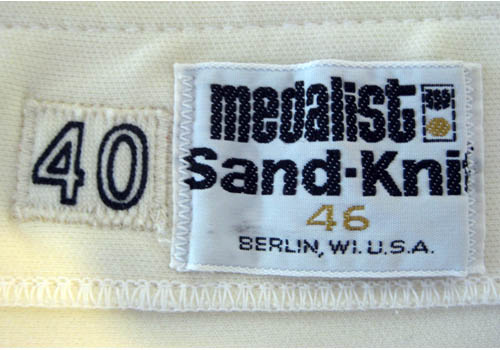 40
medalist
Sand-Kni
46
BERLIN, WI. U.S.A.